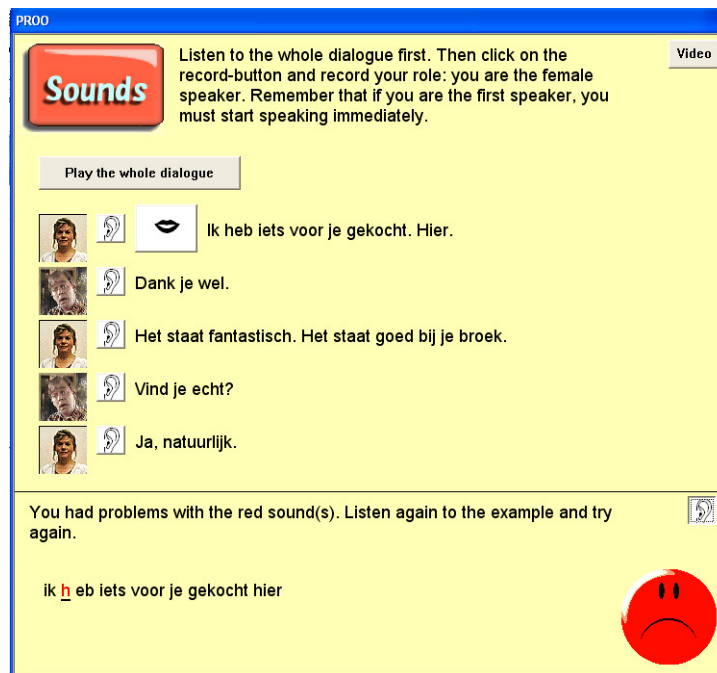 PROO
Sounds
Listen to the whole dialogue first. Then click on the
record-button and record your role: you are the female
speaker. Remember that if you are the first speaker, you
must start speaking immediately.
Video
Play the whole dialogue
Ik heb iets voor je gekocht. Hier.
Dank je wel.
Het staat fantastisch. Het staat goed bij je broek.
Vind je echt?
Ja, natuurlijk.
You had problems with the red sound(s). Listen again to the example and try
again.
ik h eb iets voor je gekocht hier